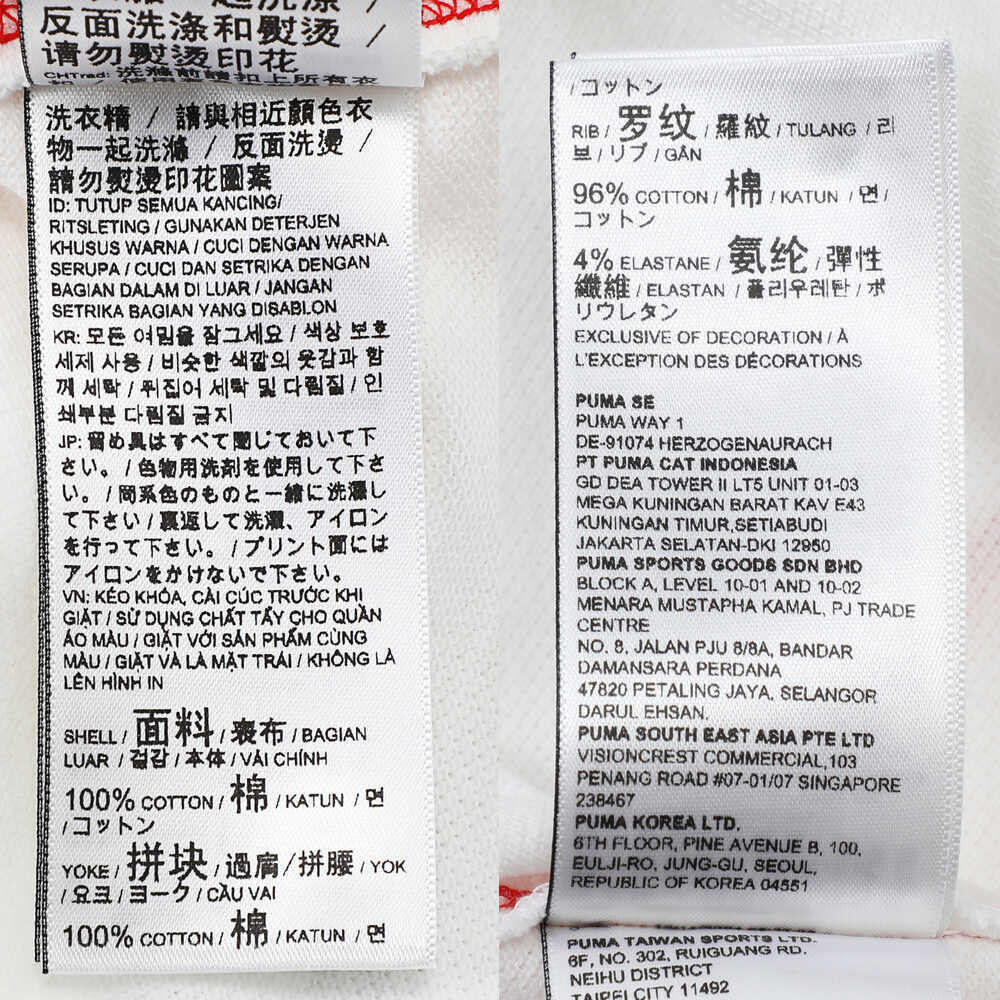 反面洗涤和熨烫 /
请勿熨烫印花
CHTrad: 洗滌前請扣上所有衣
洗衣精 / 請與相近顏色衣
物一起洗滌 / 反面洗燙 /
請勿熨燙印花圖案
ID: TUTUP SEMUA KANCING/
RITSLETING / GUNAKAN DETERJEN
KHUSUS WARNA / CUCI DENGAN WARNA
SERUPA / CUCI DAN SETRIKA DENGAN
BAGIAN DALAM DI LUAR / JANGAN
SETRIKA BAGIAN YANG DISABLON
KR: 모든 여밈을 잠그세요 / 색상 보호
세제 사용 / 비슷한 색깔의 옷감과 함
께 세탁 / 뒤집어 세탁 및 다림질 / 인
쇄부분 다림질 금지
JP: 留め具はすべて閉じておいて下
さい。 / 色物用洗剤を使用して下さ
い。 / 同系色のものと一緒に洗濯し
て下さい / 裏返して洗濯、アイロン
を行って下さい。 / プリント面には
アイロンをかけないで下さい。
VN: KÉO KHÓA, CÀI CÚC TRƯỚC KHI
GIẶT / SỬ DỤNG CHẤT TẨY CHO QUẦN
ÁO MÀU / GIẶT VỚI SẢN PHẨM CÙNG
MÀU / GIẶT VÀ LÀ MẶT TRÁI / KHÔNG LÀ
LÊN HÌNH IN
SHELL / 面料 / 表布 / BAGIAN
LUAR / 겉감 / 本体 / VẢI CHÍNH
100% COTTON / 棉 / KATUN / 면
/ コットン
YOKE / 拼块 / 過肩/拼腰 / YOK
/ 요크 / ヨーク / CẦU VAI
100% COTTON / 棉 / KATUN / 면
/ コットン
RIB / 罗纹 / 羅紋 / TULANG / 리
브 / リブ / GÂN
96% COTTON / 棉 / KATUN / 면 /
コットン
4% ELASTANE / 氨纶 / 彈性
纖維 / ELASTAN / 폴리우레탄 / ポ
リウレタン
EXCLUSIVE OF DECORATION / À
L'EXCEPTION DES DÉCORATIONS
PUMA SE
PUMA WAY 1
DE-91074 HERZOGENAURACH
PT PUMA CAT INDONESIA
GD DEA TOWER II LT5 UNIT 01-03
MEGA KUNINGAN BARAT KAV E43
KUNINGAN TIMUR,SETIABUDI
JAKARTA SELATAN-DKI 12950
PUMA SPORTS GOODS SDN BHD
BLOCK A, LEVEL 10-01 AND 10-02
MENARA MUSTAPHA KAMAL, PJ TRADE
CENTRE
NO. 8, JALAN PJU 8/8A, BANDAR
DAMANSARA PERDANA
47820 PETALING JAYA, SELANGOR
DARUL EHSAN.
PUMA SOUTH EAST ASIA PTE LTD
VISIONCREST COMMERCIAL,103
PENANG ROAD #07-01/07 SINGAPORE
238467
PUMA KOREA LTD.
6TH FLOOR, PINE AVENUE B, 100,
EULJI-RO, JUNG-GU, SEOUL,
REPUBLIC OF KOREA 04551
PUMA TAIWAN SPORTS LTD.
6F, NO. 302, RUIGUANG RD.
NEIHU DISTRICT
TAIPEI CITY 11492